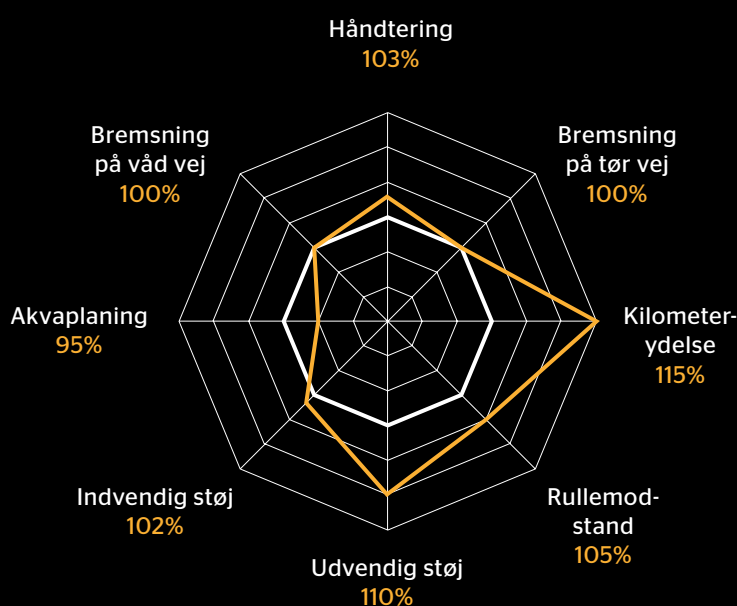 Håndtering
103%
Bremsning
på våd vej
100%
Bremsning
på tør vej
100%
Akvaplaning
95%
Kilometer-
ydelse
115%
Indvendig støj
102%
Rullemod-
stand
105%
Udvendig støj
110%